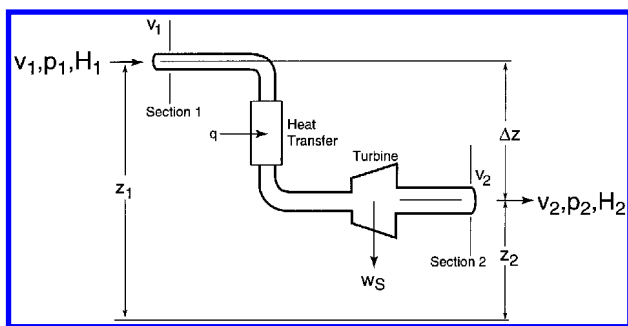 v1
v1,p1,H1
Section 1
q
Heat
Transfer
Δz
Turbine
z1
v2
v2,p2,H2
z2
Section 2
wS